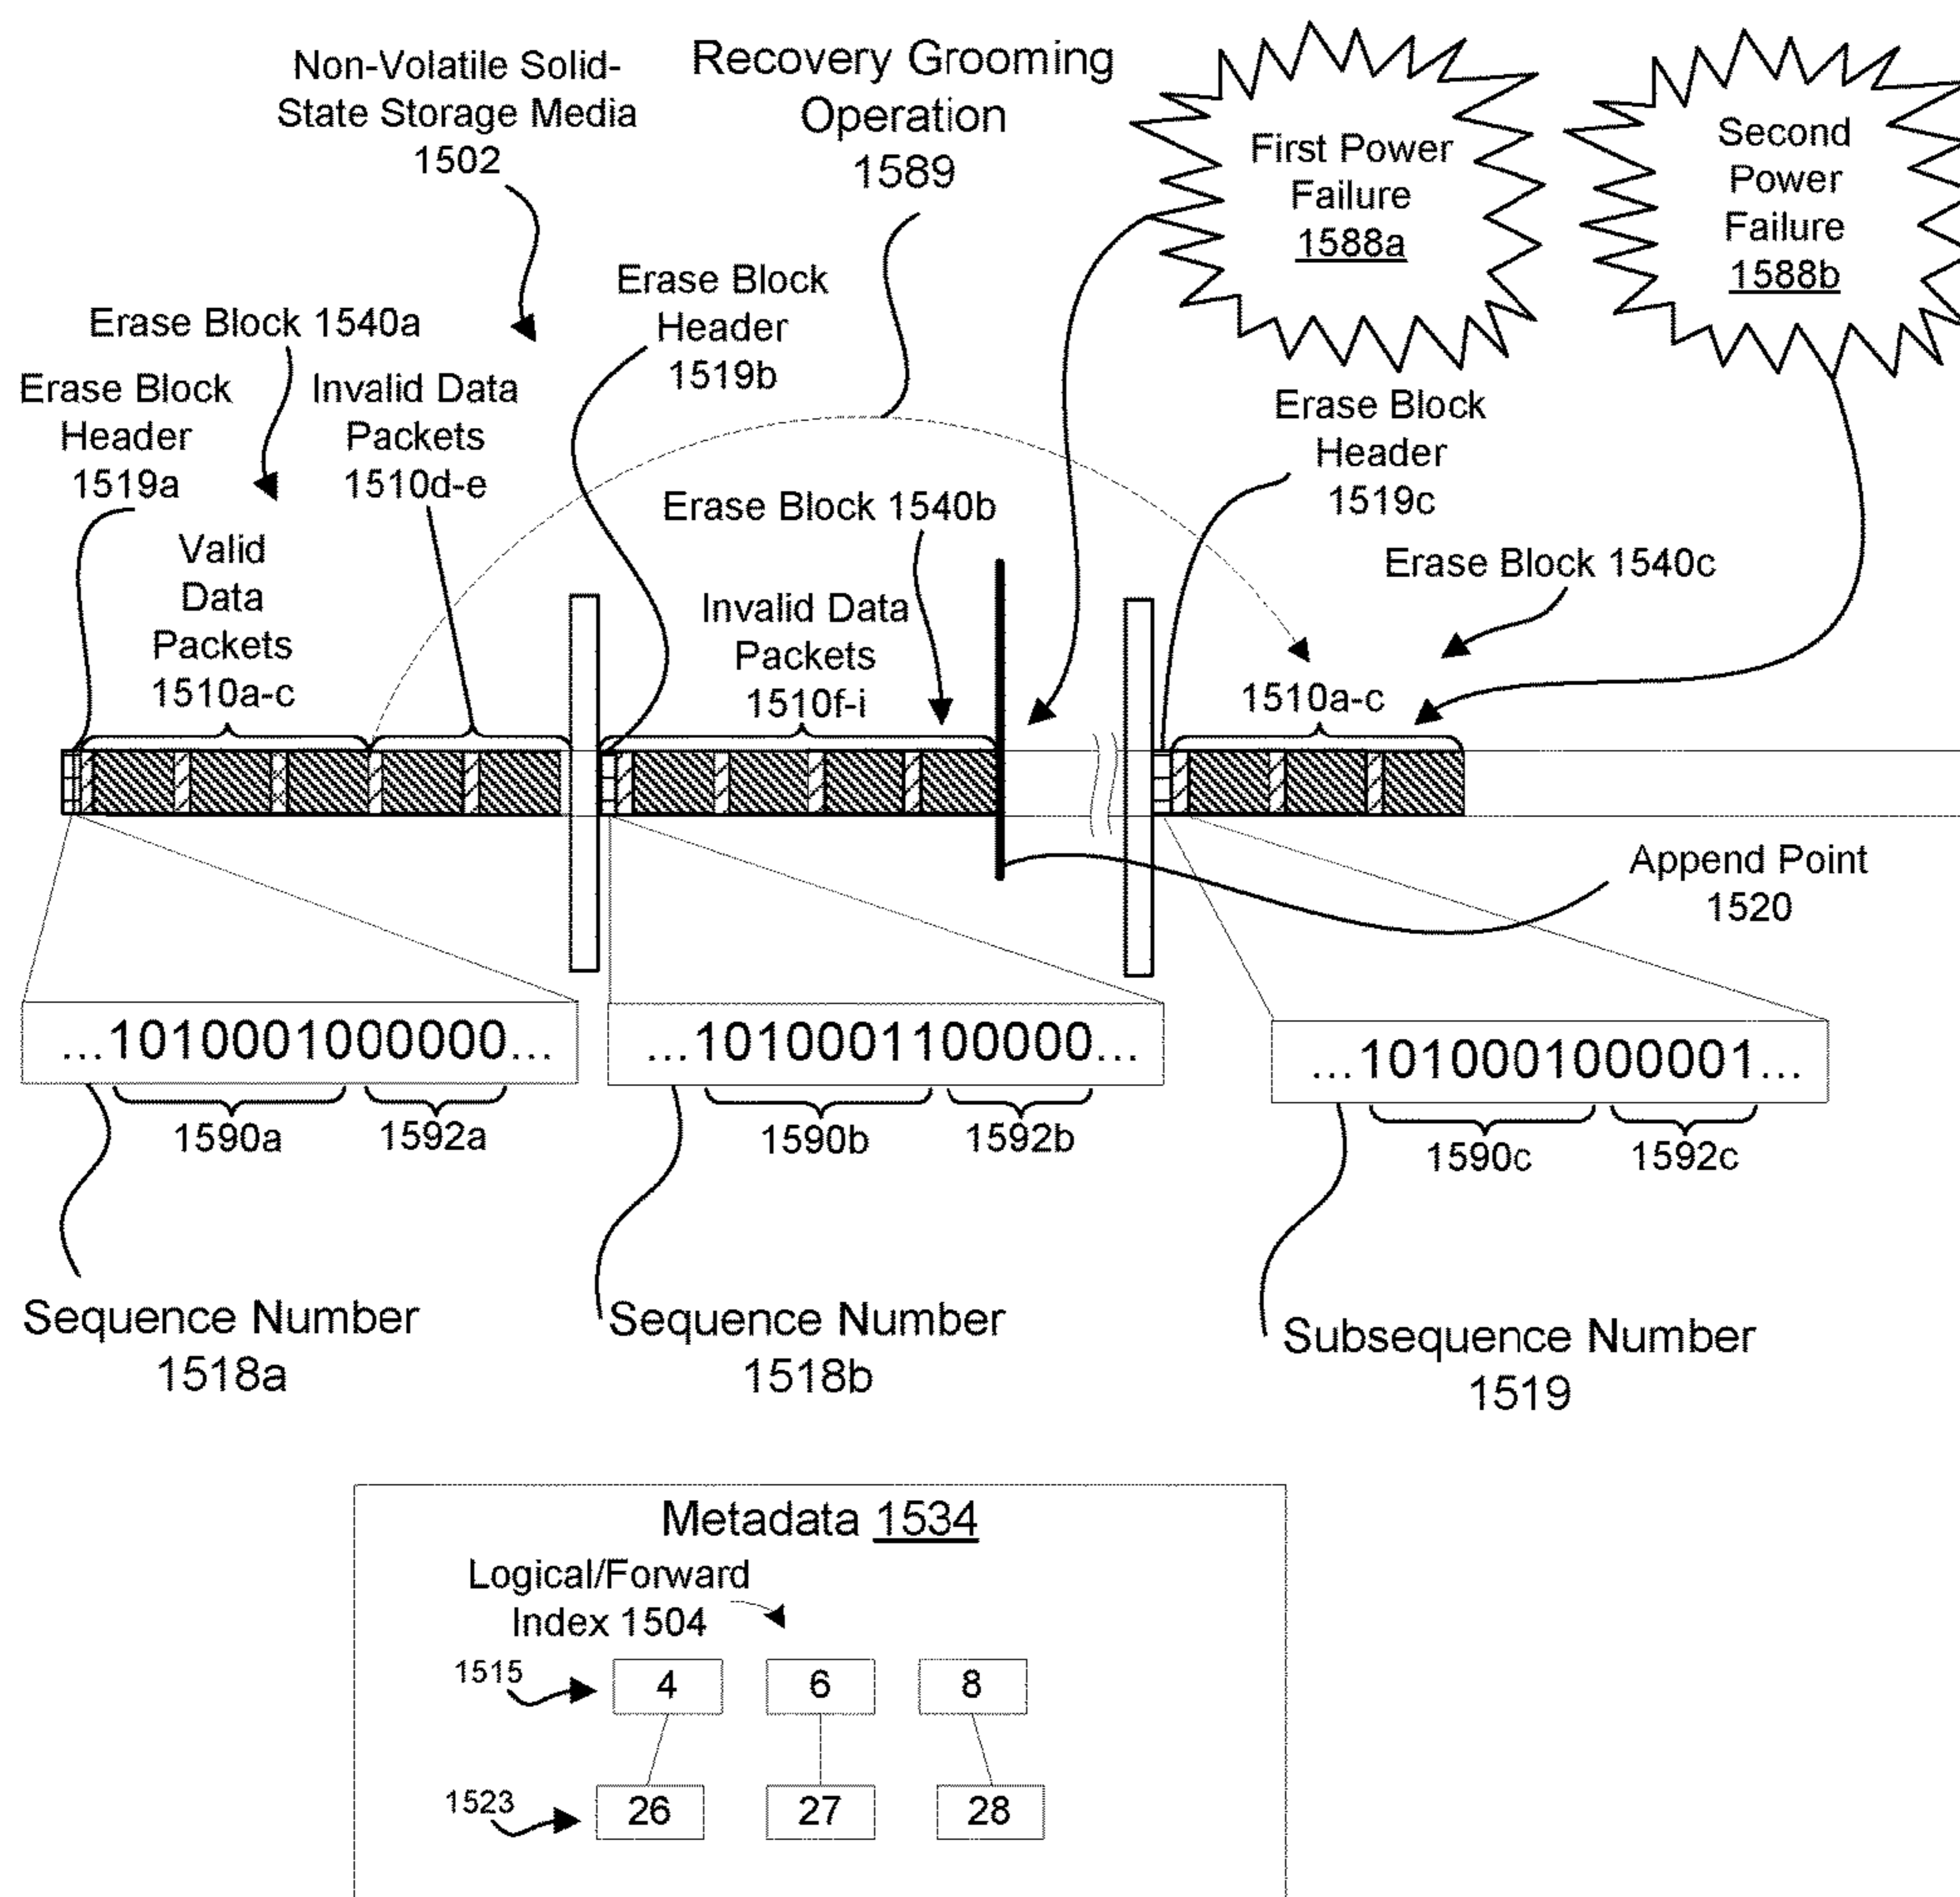 Non-Volatile Solid-
State Storage Media
1502
Recovery Grooming
Operation
1589
First Power
Failure
1588a
Second
Power
Failure
1588b
Erase Block 1540a
Erase Block
Header
1519a
Invalid Data
Packets
1510d-e
Erase Block
Header
1519b
Erase Block
Header
1519c
Valid
Data
Packets
1510a-c
Erase Block 1540b
Invalid Data
Packets
1510f-i
Erase Block 1540c
1510a-c
Append Point
1520
...1010001000000...
1590a
1592a
...1010001100000...
1590b
1592b
...1010001000001...
1590c
1592c
Sequence Number
1518a
Sequence Number
1518b
Subsequence Number
1519
Metadata 1534
Logical/Forward
Index 1504
1515
4
6
8
1523
26
27
28